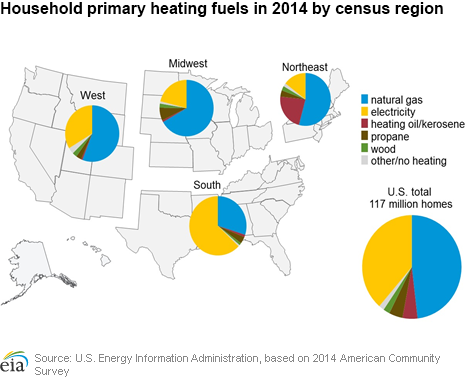 Household primary heating fuels in 2014 by census region
Midwest
Northeast
West
natural gas
electricity
heating oil/kerosene
propane
wood
other/no heating
South
U.S. total
117 million homes
eia
Source: U.S. Energy Information Administration, based on 2014 American Community
Survey